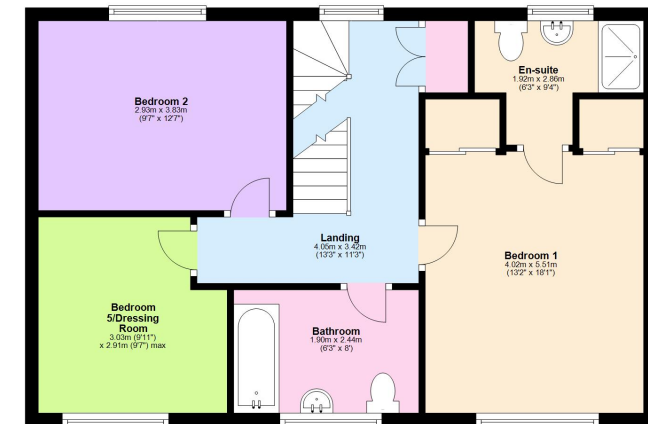 Bedroom 2
2.93m x 3.83m
(9'7" x 12'7")
En-suite
1.92m x 2.86m
(6'3" x 9'4")
Landing
4.05m x 3.42m
(13'3" x 11'3")
Bedroom 1
4.02m x 5.51m
(13'2" x 18'1")
Bedroom
5/Dressing
Room
3.03m (9'11")
x 2.91m (9'7") max
Bathroom
1.90m x 2.44m
(6'3" x 8')